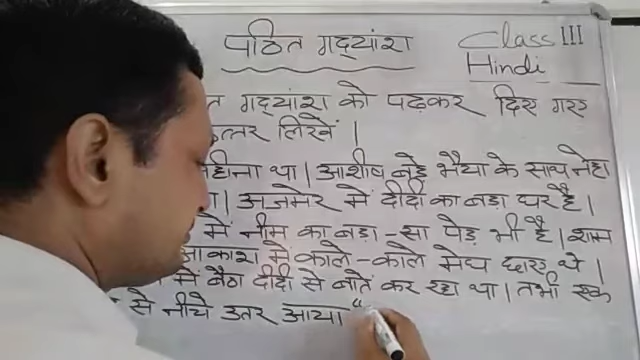 पठित गद्यांश
Class III
Hindi
त गद्यांश को पढ़कर दिए गए
उत्तर लिखें ।
महीना था । आशीष बड़े भैया के साथ नेहा
। अजमेर में दीदी का बड़ा घर है ।
में नीम का बड़ा-सा पेड़ भी है । शाम
आकाश में काले-काले मेघ छाए थे ।
में बैठा दीदी से बातें कर रहा था । तभी एक
से नीचे उतर आया "